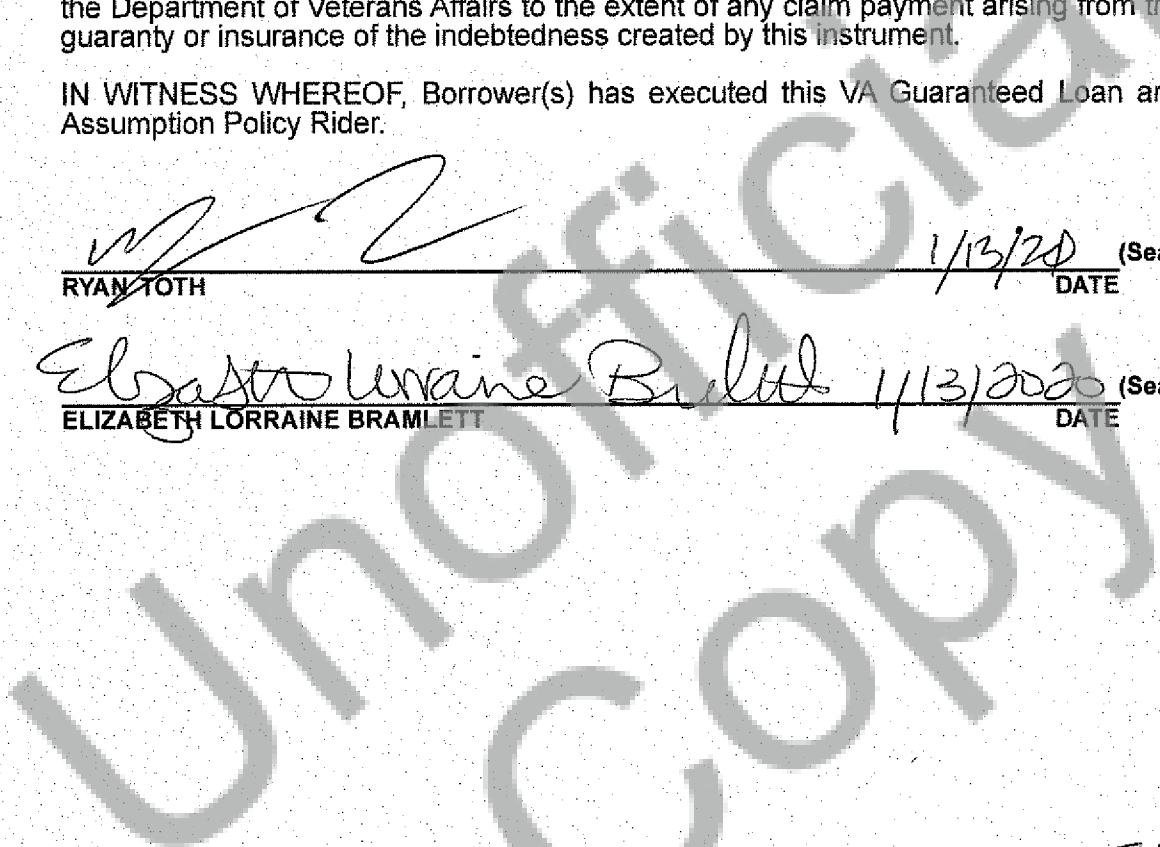 the Department of Veterans Affairs to the extent of any claim payment arising from th
guaranty or insurance of the indebtedness created by this instrument.
IN WITNESS WHEREOF, Borrower(s) has executed this VA Guaranteed Loan an
Assumption Policy Rider.
1/13/20 (Sea
RYAN TOTH DATE
Elizabeth Lorraine Bramlett 1/13/2020 (Sea
ELIZABETH LORRAINE BRAMLETT DATE
Unofficial
Copy